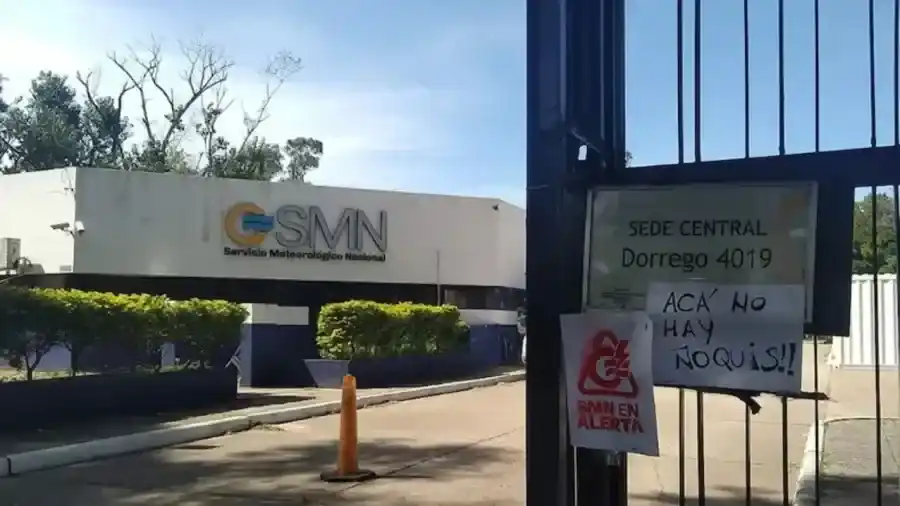 SMN
Servicio Meteorológico Nacional
SEDE CENTRAL
Dorrego 4019
ACÁ NO
HAY
ÑOQUIS!!
SMN EN
ALERTA